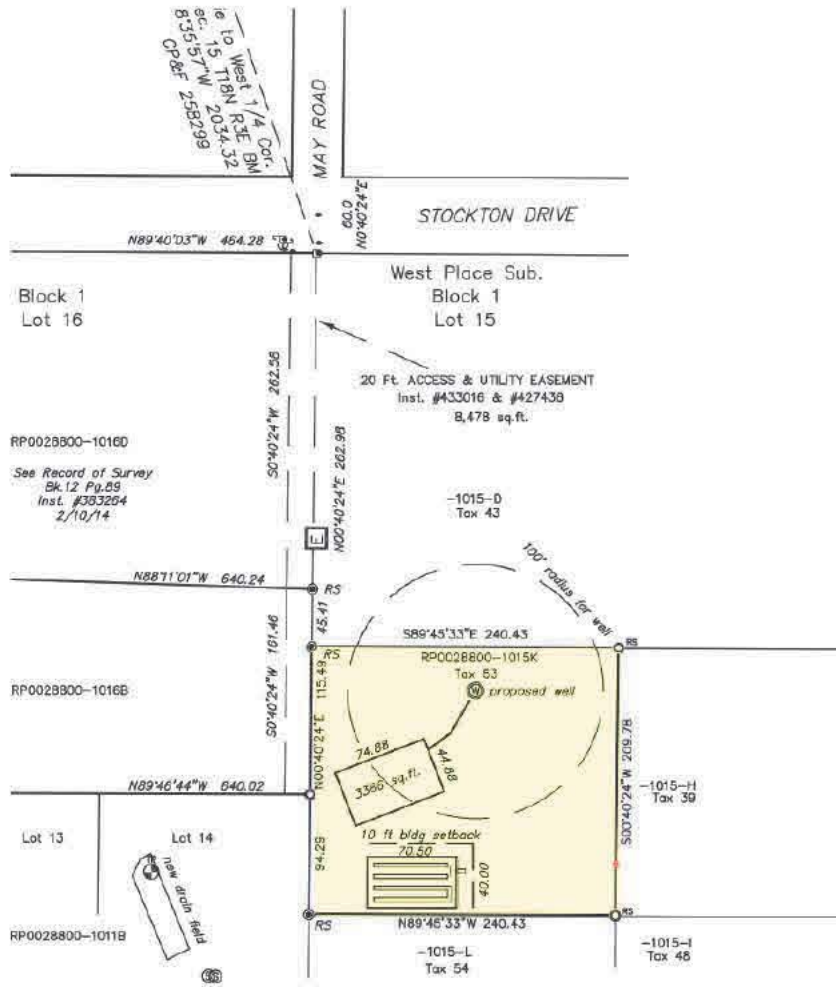 ie to West 1/4 Cor.
ec. 15 T18N R3E BM
8°35'57"W 2034.32
CP&F 258299
MAY ROAD
60.0
N0°40'24"E
STOCKTON DRIVE
N89°40'03"W 464.28
West Place Sub.
Block 1
Lot 15
Block 1
Lot 16
20 Ft. ACCESS & UTILITY EASEMENT
Inst. #433016 & #427438
8,478 sq.ft.
S0°40'24"W 262.58
N00°40'24"E 262.98
RP0028800-1016D
See Record of Survey
Bk.12 Pg.89
Inst. #383264
2/10/14
-1015-D
Tax 43
E
100' radius for well
N88°11'01"W 640.24
RS
45.41
S89°45'33"E 240.43
RS
RS
RP0028800-1015K
Tax 53
W proposed well
S0°40'24"W 161.46
N00°40'24"E 115.49
RP0028800-1016B
74.88
44.88
3366 sq.ft.
S00°40'24"W 209.78
-1015-H
Tax 39
N89°46'44"W 640.02
Lot 13
Lot 14
94.29
10 ft bldg setback
70.50
40.00
new drain field
RP0028800-1011B
RS
N89°45'33"W 240.43
RS
-1015-L
Tax 54
-1015-I
Tax 48